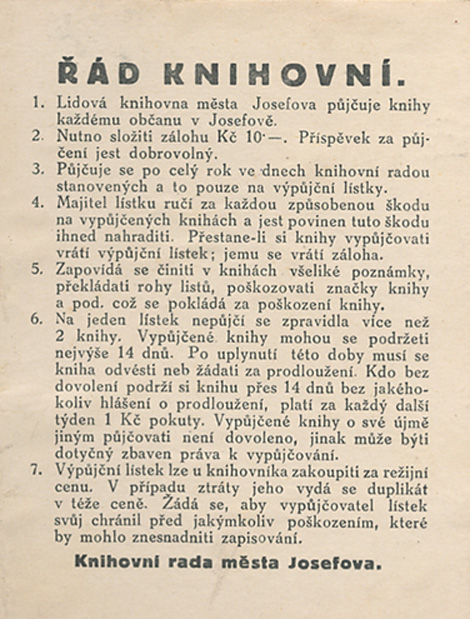 ŘÁD KNIHOVNÍ.
1. Lidová knihovna města Josefova půjčuje knihy
každému občanu v Josefově.
2. Nutno složiti zálohu Kč 10·—. Příspěvek za půj-
čení jest dobrovolný.
3. Půjčuje se po celý rok ve dnech knihovní radou
stanovených a to pouze na výpůjční lístky.
4. Majitel lístku ručí za každou způsobenou škodu
na vypůjčených knihách a jest povinen tuto škodu
ihned nahraditi. Přestane-li si knihy vypůjčovati
vrátí výpůjční lístek; jemu se vrátí záloha.
5. Zapovídá se činiti v knihách všeliké poznámky,
překládati rohy listů, poškozovati značky knihy
a pod. což se pokládá za poškození knihy.
6. Na jeden lístek nepůjčí se zpravidla více než
2 knihy. Vypůjčené knihy mohou se podržeti
nejvýše 14 dnů. Po uplynutí této doby musí se
kniha odvésti neb žádati za prodloužení. Kdo bez
dovolení podrží si knihu přes 14 dnů bez jakého-
koliv hlášení o prodloužení, platí za každý další
týden 1 Kč pokuty. Vypůjčené knihy o své újmě
jiným půjčovati není dovoleno, jinak může býti
dotyčný zbaven práva k vypůjčování.
7. Výpůjční lístek lze u knihovníka zakoupiti za režijní
cenu. V případu ztráty jeho vydá se duplikát
v téže ceně. Žádá se, aby vypůjčovatel lístek
svůj chránil před jakýmkoliv poškozením, které
by mohlo znesnadniti zapisování.
Knihovní rada města Josefova.